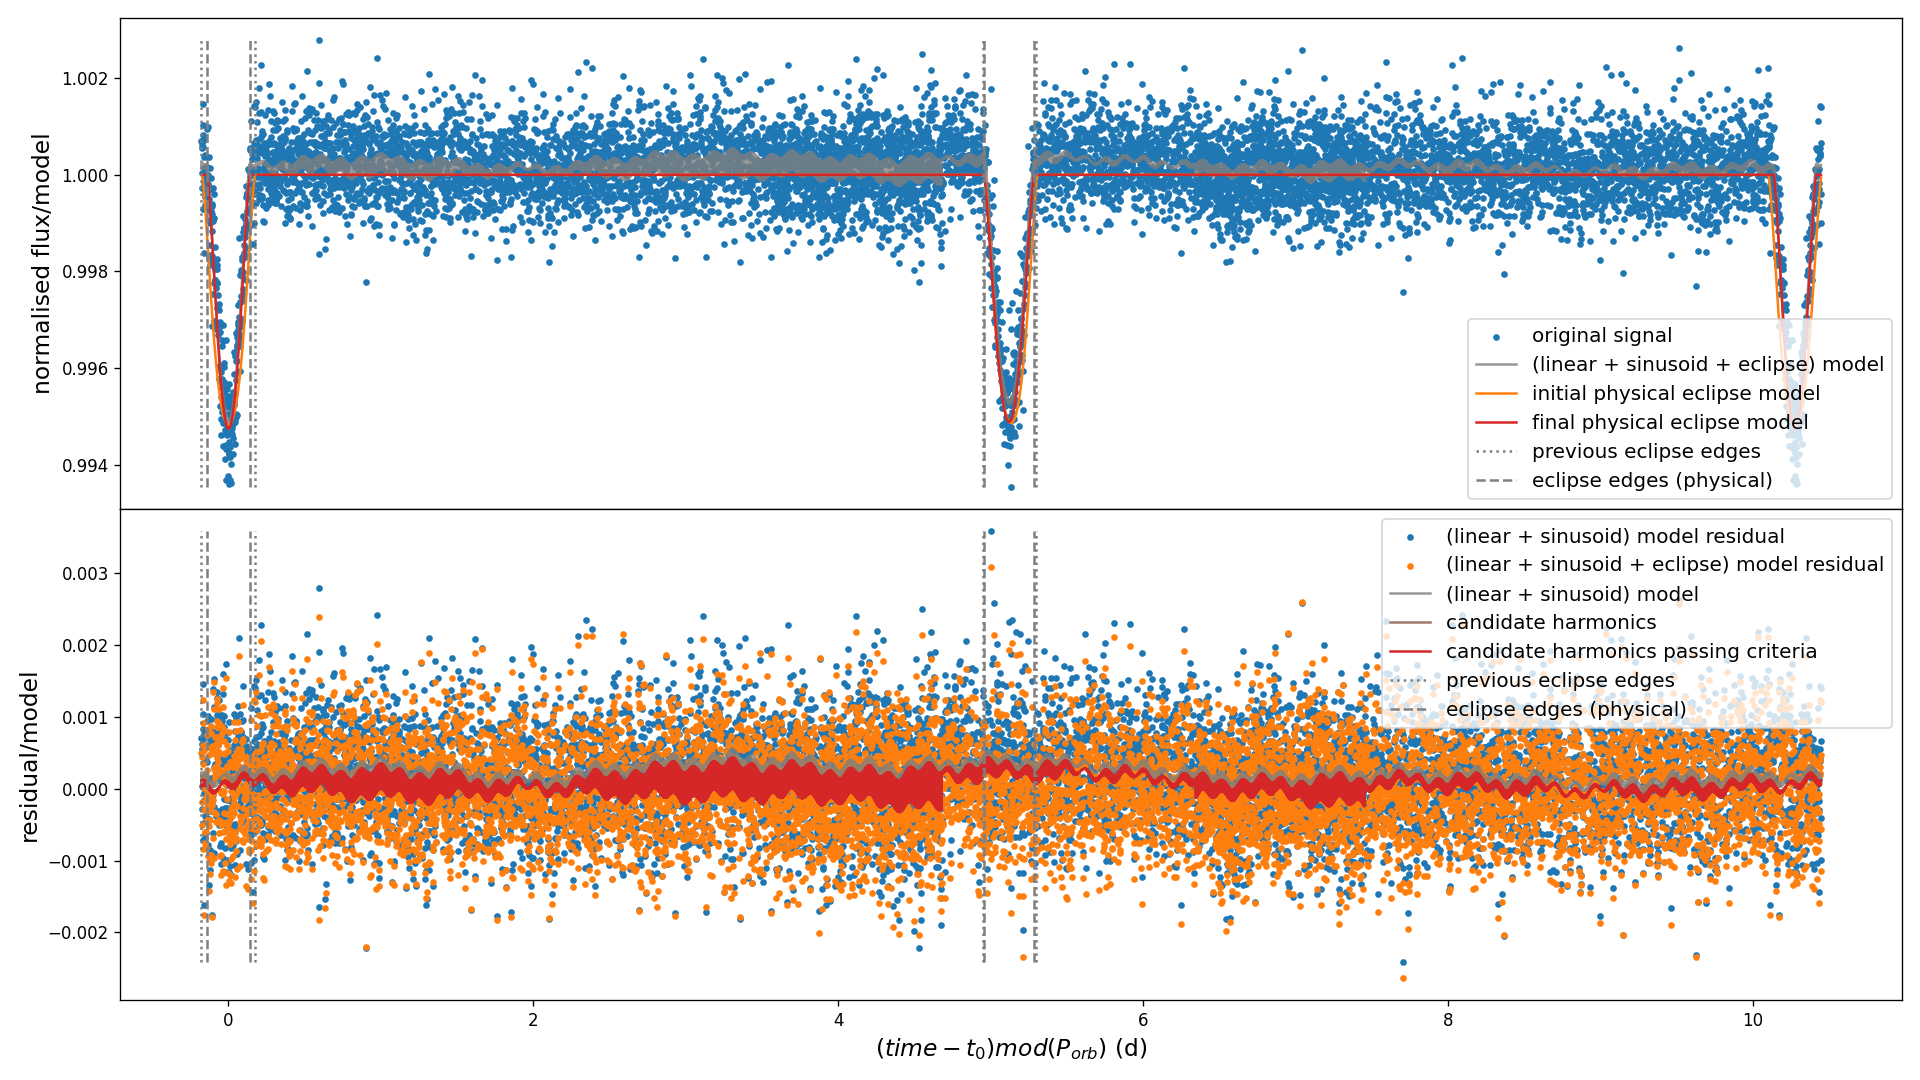 normalised flux/model
1.002
1.000
0.998
0.996
0.994
original signal
(linear + sinusoid + eclipse) model
initial physical eclipse model
final physical eclipse model
previous eclipse edges
eclipse edges (physical)
residual/model
0.003
0.002
0.001
0.000
−0.001
−0.002
(linear + sinusoid) model residual
(linear + sinusoid + eclipse) model residual
(linear + sinusoid) model
candidate harmonics
candidate harmonics passing criteria
previous eclipse edges
eclipse edges (physical)
0 2 4 6 8 10
(time − t₀)mod(P_{orb}) (d)